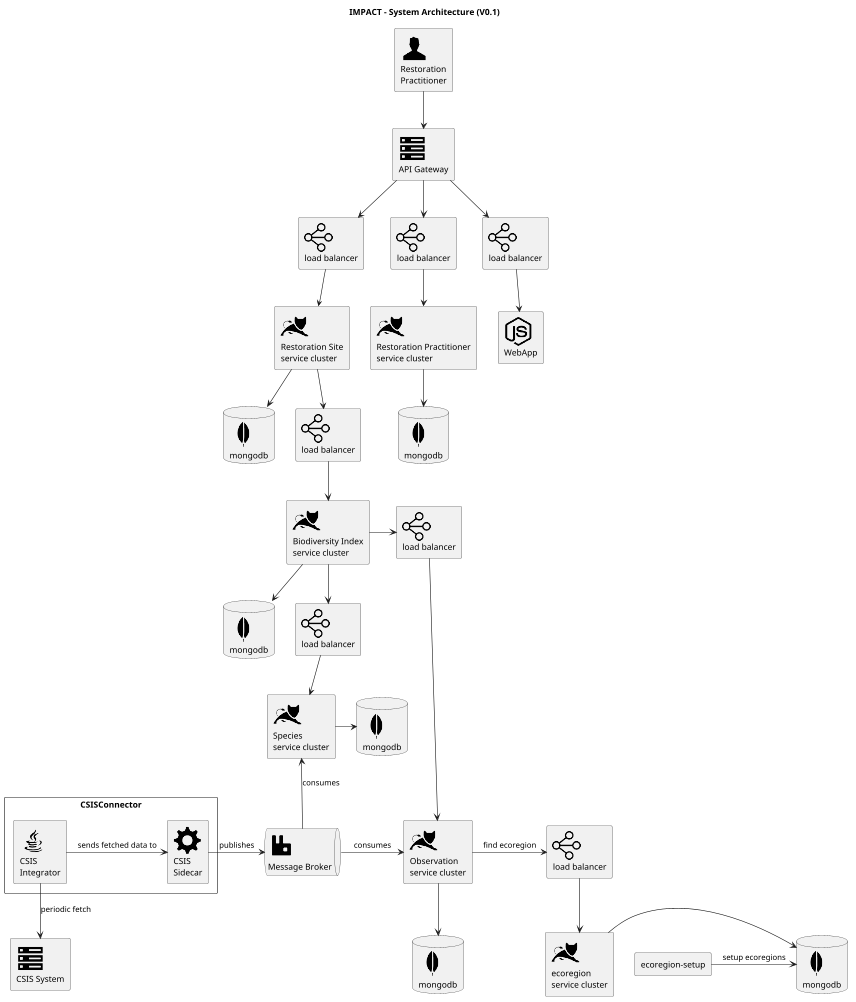 IMPACT - System Architecture (V0.1)
Restoration
Practitioner
API Gateway
load balancer
load balancer
load balancer
Restoration Site
service cluster
Restoration Practitioner
service cluster
JS
WebApp
mongodb
load balancer
mongodb
Biodiversity Index
service cluster
load balancer
mongodb
load balancer
Species
service cluster
mongodb
consumes
CSISConnector
CSIS
Integrator
sends fetched data to
CSIS
Sidecar
publishes
Message Broker
consumes
Observation
service cluster
find ecoregion
load balancer
periodic fetch
CSIS System
mongodb
ecoregion
service cluster
ecoregion-setup
setup ecoregions
mongodb